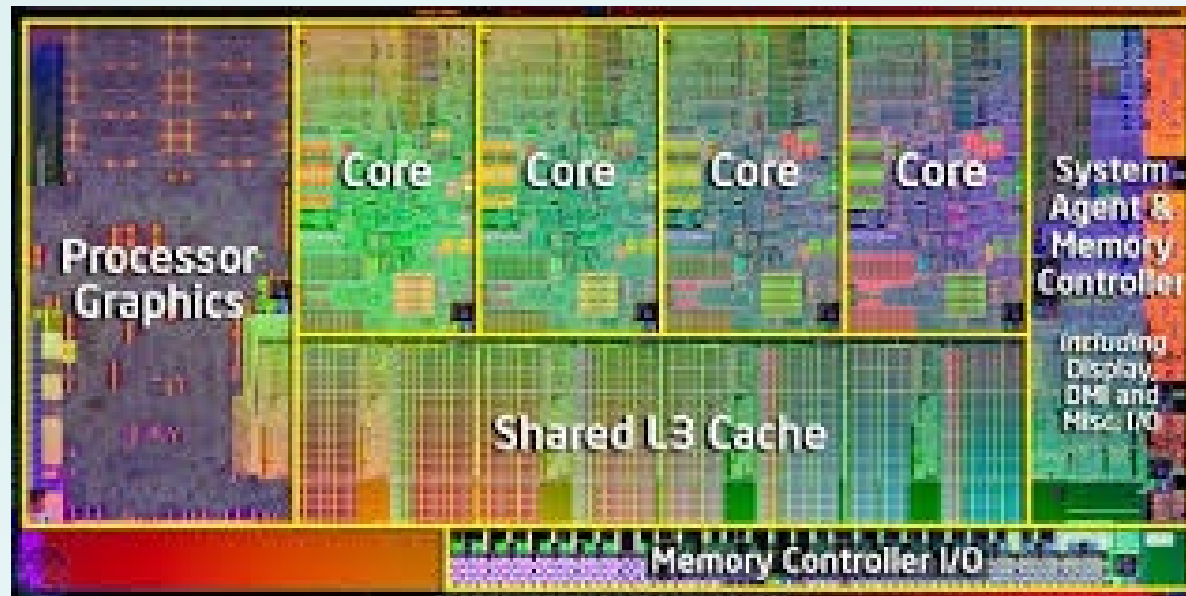 Processor
Graphics
Core
Core
Core
Core
System
Agent &
Memory
Controller
including
Display,
DMI and
Misc. I/O
Shared L3 Cache
Memory Controller I/O